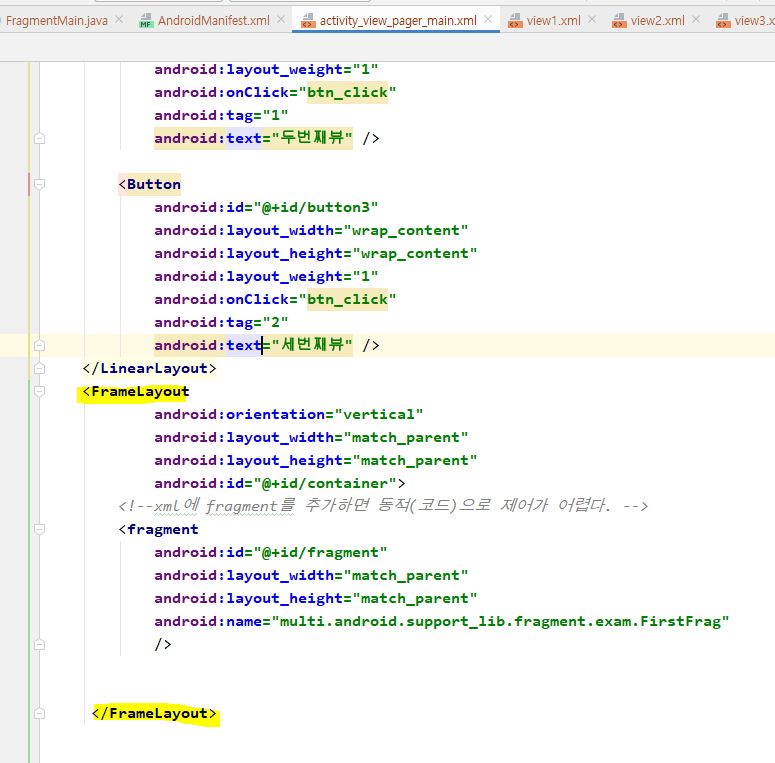 FragmentMain.java AndroidManifest.xml activity_view_pager_main.xml view1.xml view2.xml view3.x
android:layout_weight="1"
android:onClick="btn_click"
android:tag="1"
android:text="두번째뷰" />
<Button
android:id="@+id/button3"
android:layout_width="wrap_content"
android:layout_height="wrap_content"
android:layout_weight="1"
android:onClick="btn_click"
android:tag="2"
android:text="세번째뷰" />
</LinearLayout>
<FrameLayout
android:orientation="vertical"
android:layout_width="match_parent"
android:layout_height="match_parent"
android:id="@+id/container">
<!--xml에 fragment를 추가하면 동적(코드)으로 제어가 어렵다. -->
<fragment
android:id="@+id/fragment"
android:layout_width="match_parent"
android:layout_height="match_parent"
android:name="multi.android.support_lib.fragment.exam.FirstFrag"
/>
</FrameLayout>